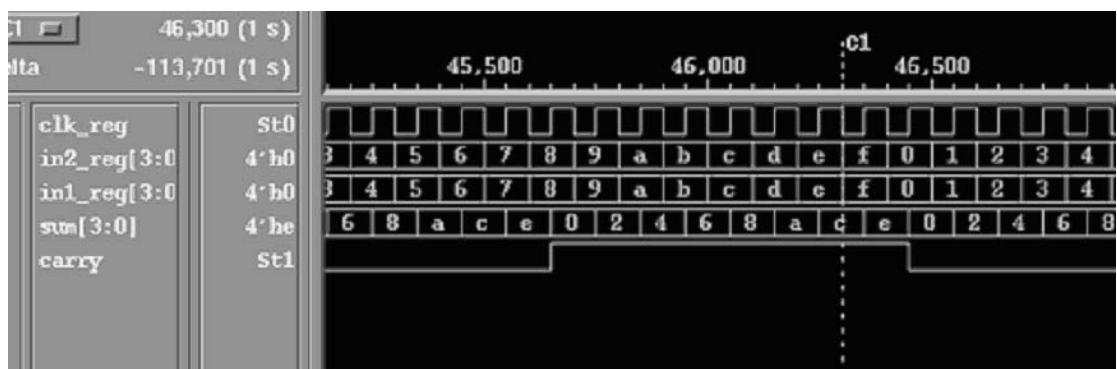 46,300 (1 s)
-113,701 (1 s)
c1
45,500 46,000 46,500
clk_reg St0
in2_reg[3:0 4'h0 3 4 5 6 7 8 9 a b c d e f 0 1 2 3 4
in1_reg[3:0 4'h0 3 4 5 6 7 8 9 a b c d e f 0 1 2 3 4
sum[3:0] 4'he 6 8 a c e 0 2 4 6 8 a c e 0 2 4 6 8
carry St1